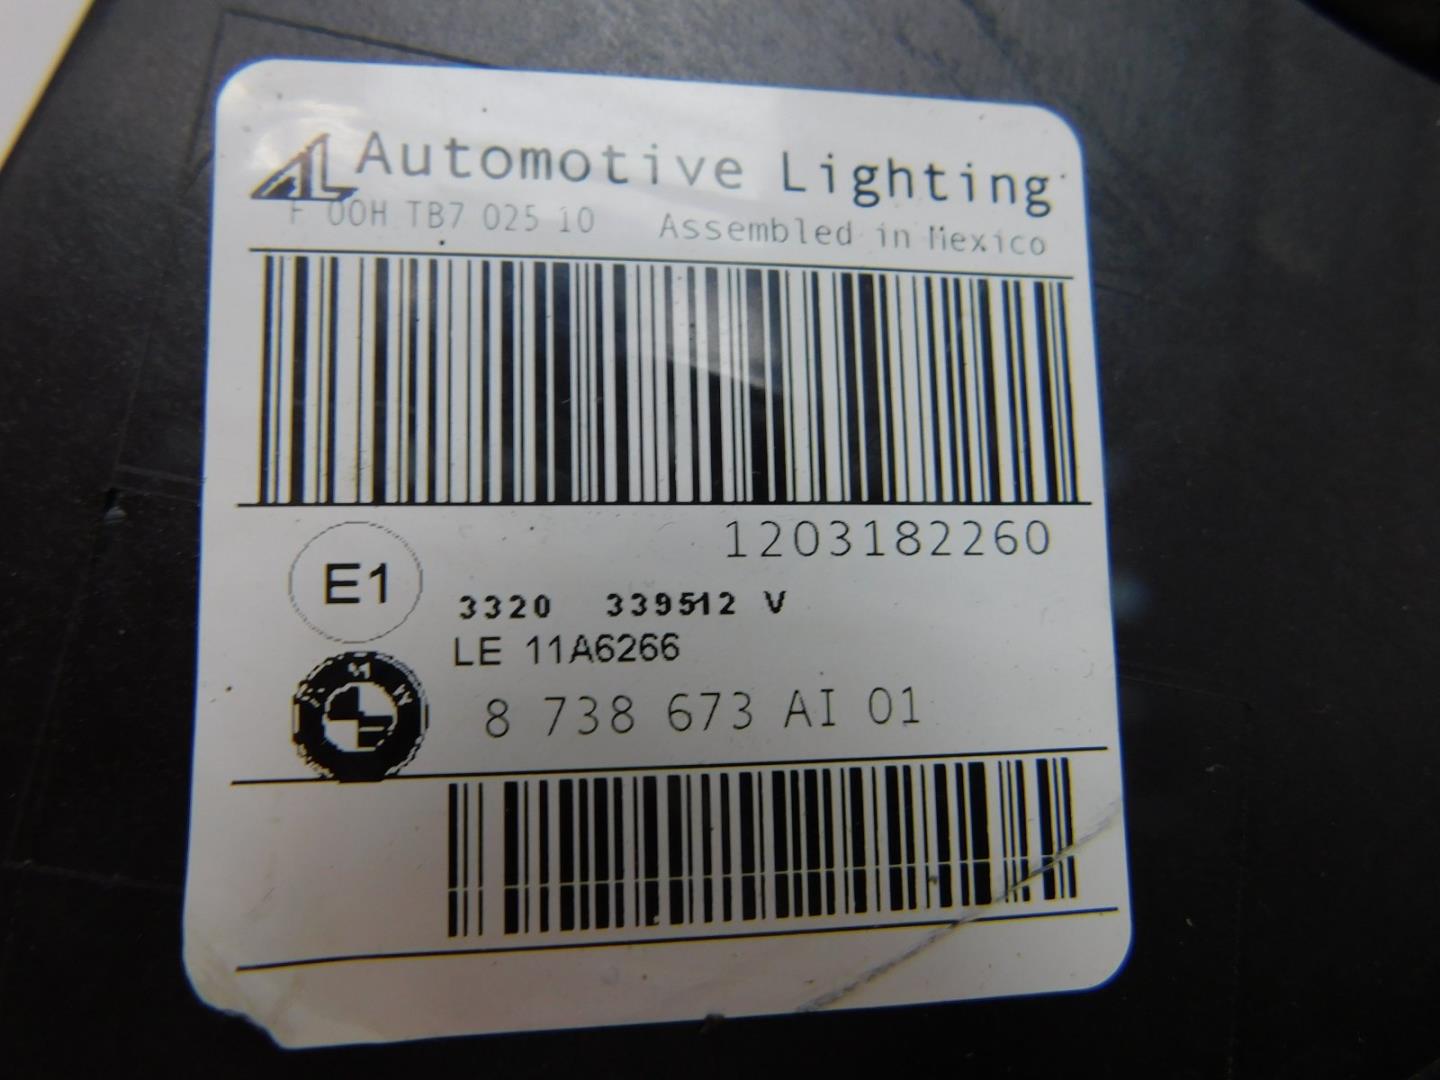 AL Automotive Lighting
F 00H TB7 025 10 Assembled in Mexico
1203182260
E1
3320 339512 V
LE 11A6266
8 738 673 AI 01